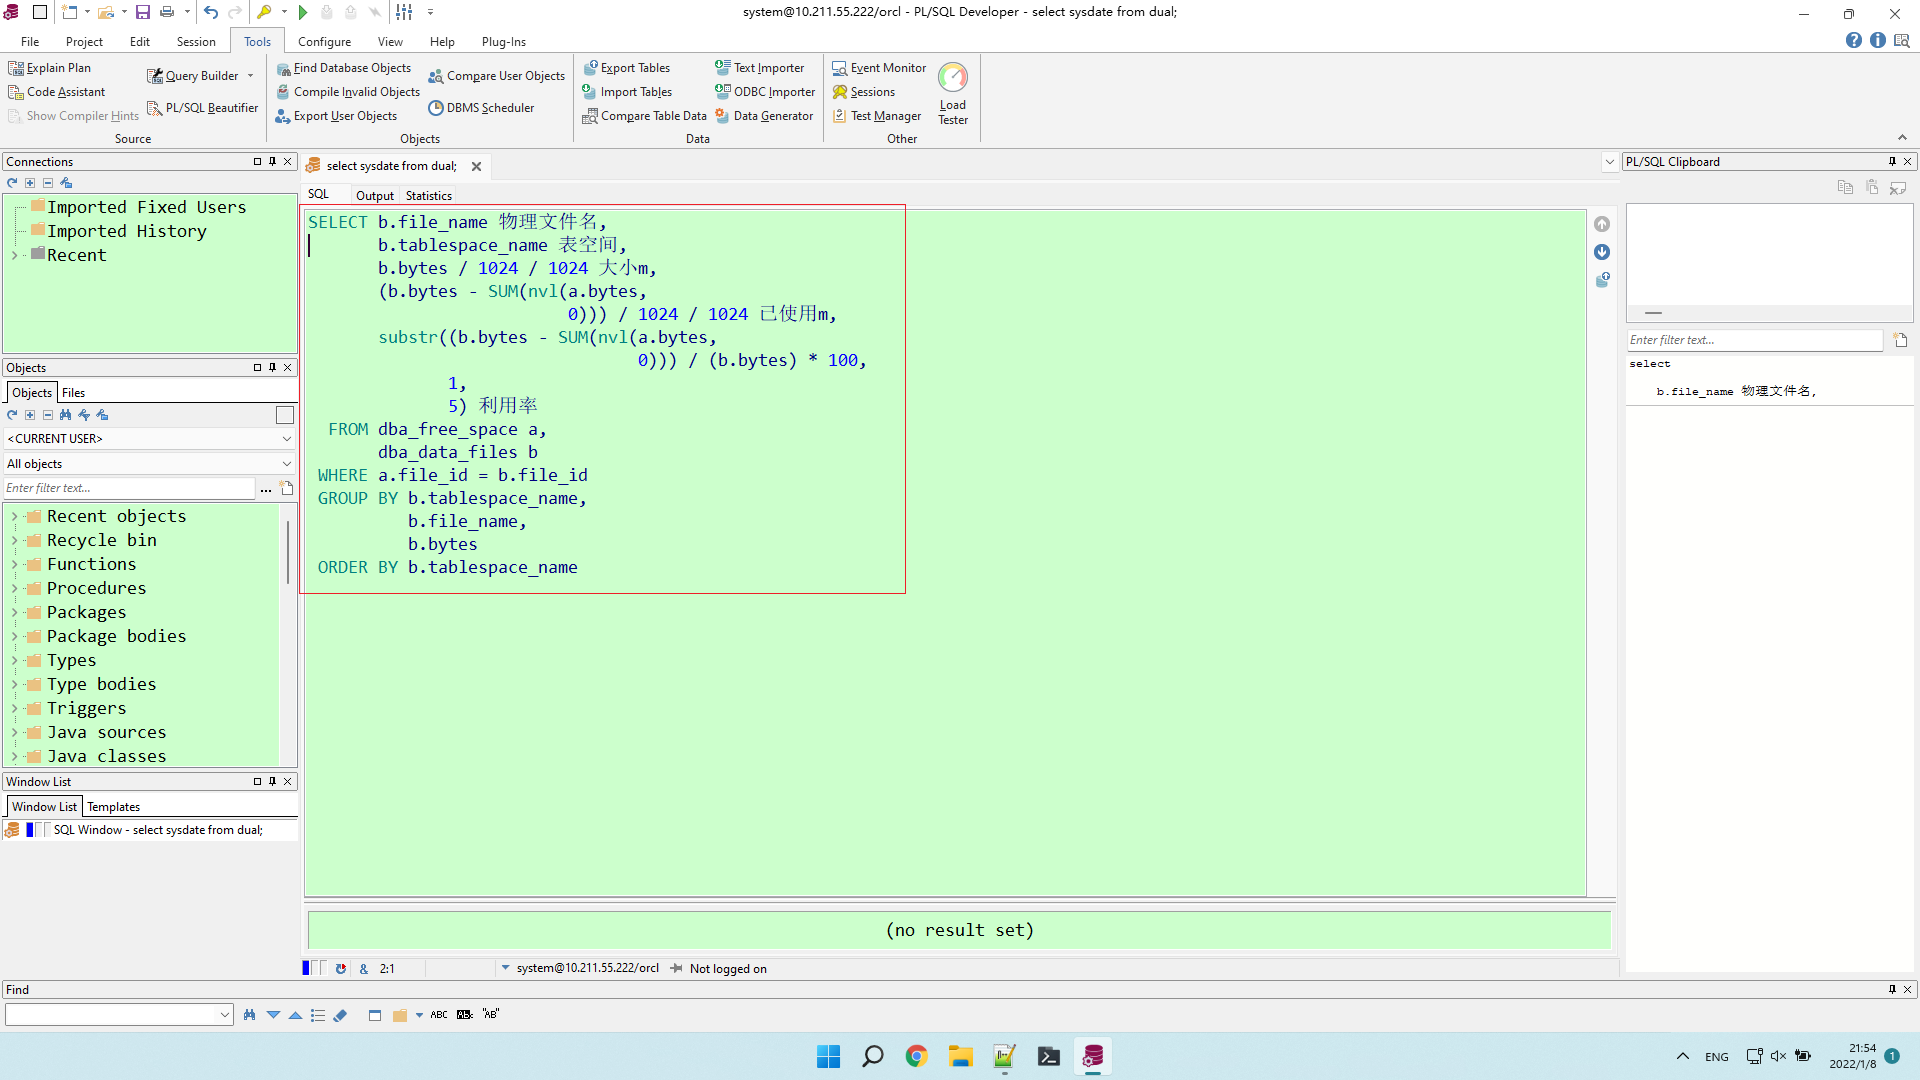 system@10.211.55.222/orcl - PL/SQL Developer - select sysdate from dual;
File Project Edit Session Tools Configure View Help Plug-Ins
Explain Plan
Code Assistant
Show Compiler Hints
Query Builder
PL/SQL Beautifier
Source
Find Database Objects
Compile Invalid Objects
Export User Objects
Compare User Objects
DBMS Scheduler
Objects
Export Tables
Import Tables
Compare Table Data
Text Importer
ODBC Importer
Data Generator
Data
Event Monitor
Sessions
Test Manager
Load
Tester
Other
Connections
Imported Fixed Users
Imported History
Recent
Objects
Objects Files
<CURRENT USER>
All objects
Enter filter text...
...
Recent objects
Recycle bin
Functions
Procedures
Packages
Package bodies
Types
Type bodies
Triggers
Java sources
Java classes
Window List
Window List Templates
SQL Window - select sysdate from dual;
select sysdate from dual;
SQL Output Statistics
SELECT b.file_name 物理文件名,
b.tablespace_name 表空间,
b.bytes / 1024 / 1024 大小m,
(b.bytes - SUM(nvl(a.bytes,
0))) / 1024 / 1024 已使用m,
substr((b.bytes - SUM(nvl(a.bytes,
0))) / (b.bytes) * 100,
1,
5) 利用率
FROM dba_free_space a,
dba_data_files b
WHERE a.file_id = b.file_id
GROUP BY b.tablespace_name,
b.file_name,
b.bytes
ORDER BY b.tablespace_name
(no result set)
& 2:1 system@10.211.55.222/orcl Not logged on
PL/SQL Clipboard
Enter filter text...
select
b.file_name 物理文件名,
Find
ABC AB "AB"
ENG
21:54
2022/1/8
1